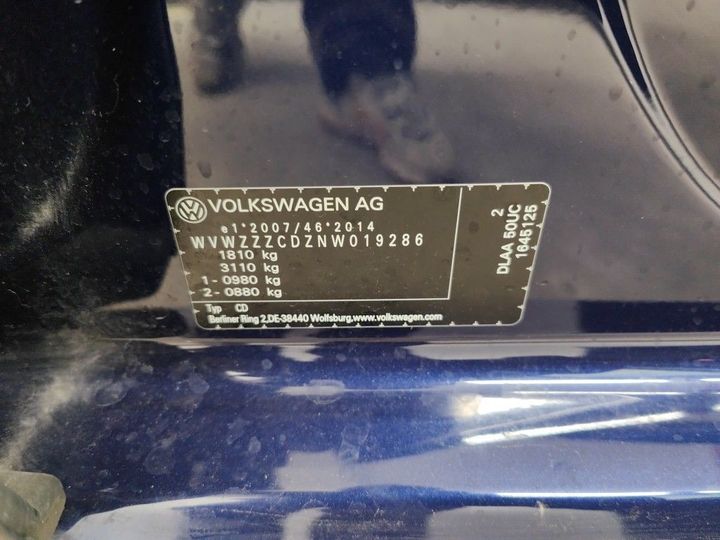 VOLKSWAGEN AG
e1*2007/46*2014
WVWZZZCDZNW019286
1810 kg
3110 kg
1 - 0980 kg
2 - 0880 kg
Typ CD
Berliner Ring 2,DE-38440 Wolfsburg,www.volkswagen.com
2
DLAA 50UC
1645125